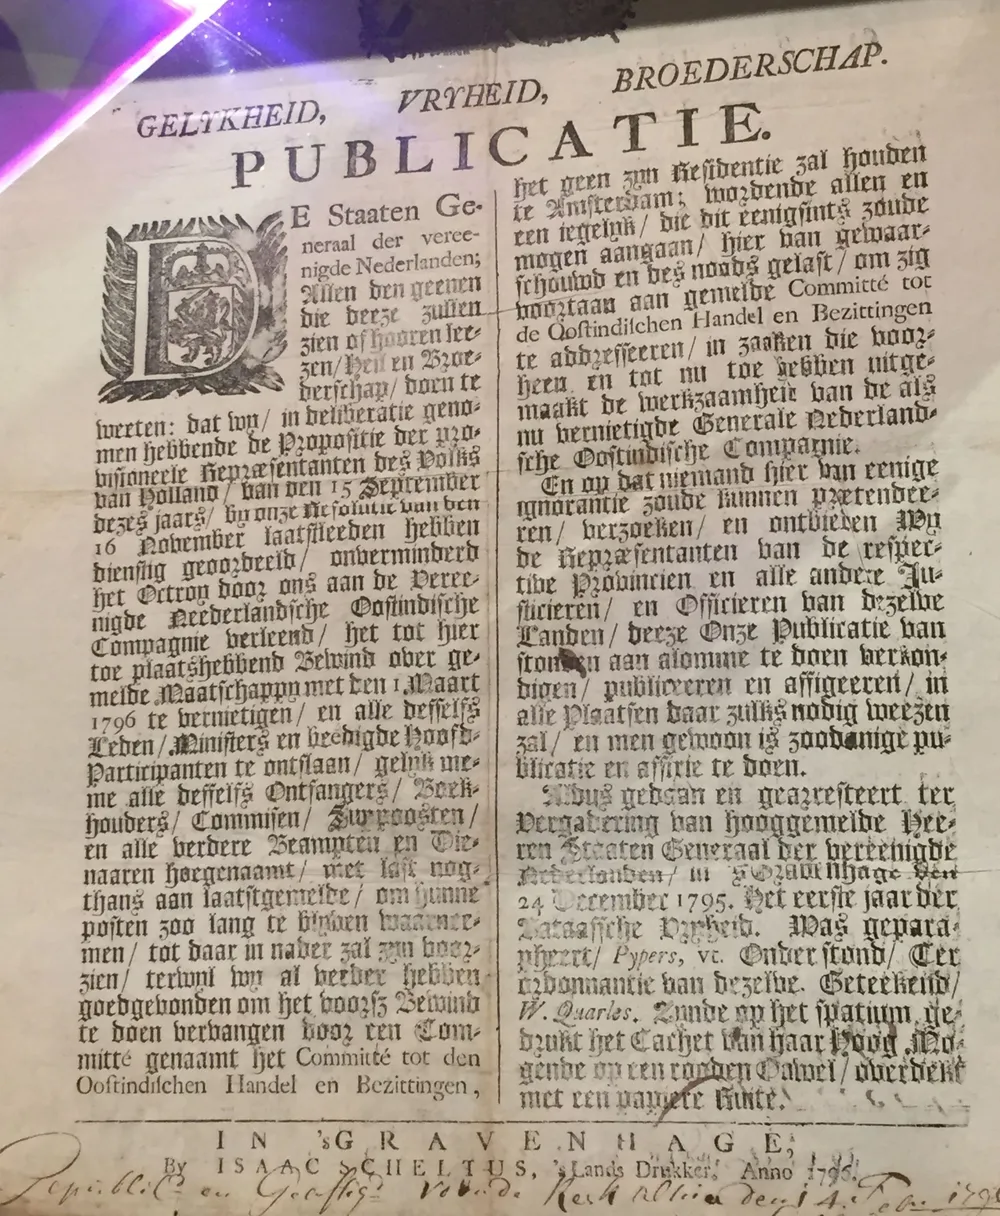 GELYKHEID, VRYHEID, BROEDERSCHAP.
PUBLICATIE.
DE Staaten Ge-
neraal der veree-
nigde Nederlanden;
Allen den geenen
die deeze zullen
zien of hooren lee-
zen/ Heil en Broe-
derschap/ doen te
weeten: dat wy/ in deliberatie geno-
men hebbende de Propositie der pro-
visioneele Repræsentanten des Volks
van Holland/ van den 15 September
dezes jaars/ by onze Resolutie van den
16 November laatstleeden hebben
dienstig geoordeeld/ onverminderd
het Octroy door ons aan de Veree-
nigde Neederlandsche Oostindische
Compagnie verleend/ het tot hier
toe plaatshebbend Bewind over ge-
melde Maatschappy met den 1 Maart
1796 te vernietigen/ en alle desselfs
Leden/ Ministers en beëdigde Hoofd-
Participanten te ontslaan/ gelyk me-
me alle desselfs Ontfangers/ Boek-
houders/ Commisen/ Suppoosten/
en alle verdere Beampten en Die-
naaren hoegenaamt/ met last nog-
thans aan laatstgemelde/ om hunne
posten zoo lang te blyven waarnee-
men/ tot daar in nader zal zyn voor-
zien/ terwyl wy al verder hebben
goedgevonden om het voorsz Bewind
te doen vervangen door een Com-
mitté genaamt het Committé tot den
Oostindischen Handel en Bezittingen,
het geen zyn Residentie zal houden
te Amsterdam; wordende allen en
een iegelyk/ die dit eenigsints zoude
mogen aangaan/ hier van gewaar-
schouwd en des noods gelast/ om zig
voortaan aan gemelde Committé tot
de Oostindischen Handel en Bezittingen
te addresseeren/ in zaaken die voor-
heen en tot nu toe hebben uitge-
maakt de werkzaamheit van de als
nu vernietigde Generale Nederland-
sche Oostindische Compagnie.
En op dat niemand hier van eenige
ignorantie zoude kunnen prætendee-
ren/ verzoeken/ en ontbieden Wy
de Repræsentanten van de respec-
tive Provincien en alle andere Ju-
sticieren/ en Officieren van dezelve
Landen/ deeze Onze Publicatie van
stonden aan alomme te doen verkon-
digen/ publiceeren en affigeeren/ in
alle Plaatsen daar zulks nodig weezen
zal/ en men gewoon is zoodanige pu-
blicatie en affixie te doen.
Aldus gedaan en gearresteert ter
Vergadering van hooggemelde Hee-
ren Staaten Generaal der vereenigde
Nederlanden/ in 's Gravenhage den
24 December 1795. Het eerste jaar der
Bataafsche Vryheid. Was gepara-
pheert/ Pypers, vt. Onder stond/ Ter
ordonnantie van dezelve. Geteekend/
W. Quarles. Zynde op het spatium ge-
drukt het Cachet van haar Hoog Mo-
gende op een rooden Ouwel/ overdekt
met een papiere Ruite.
IN 'sGRAVENHAGE,
By ISAAC SCHELTUS, 's Lands Drukker, Anno 1796.
en de Kerk den 14 Feb